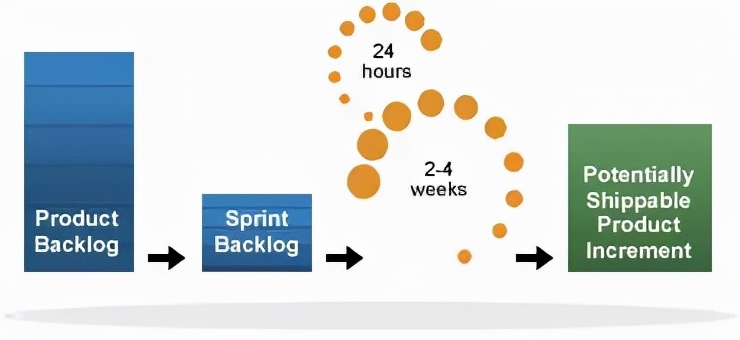 24
hours
2-4
weeks
Product
Backlog
Sprint
Backlog
Potentially
Shippable
Product
Increment